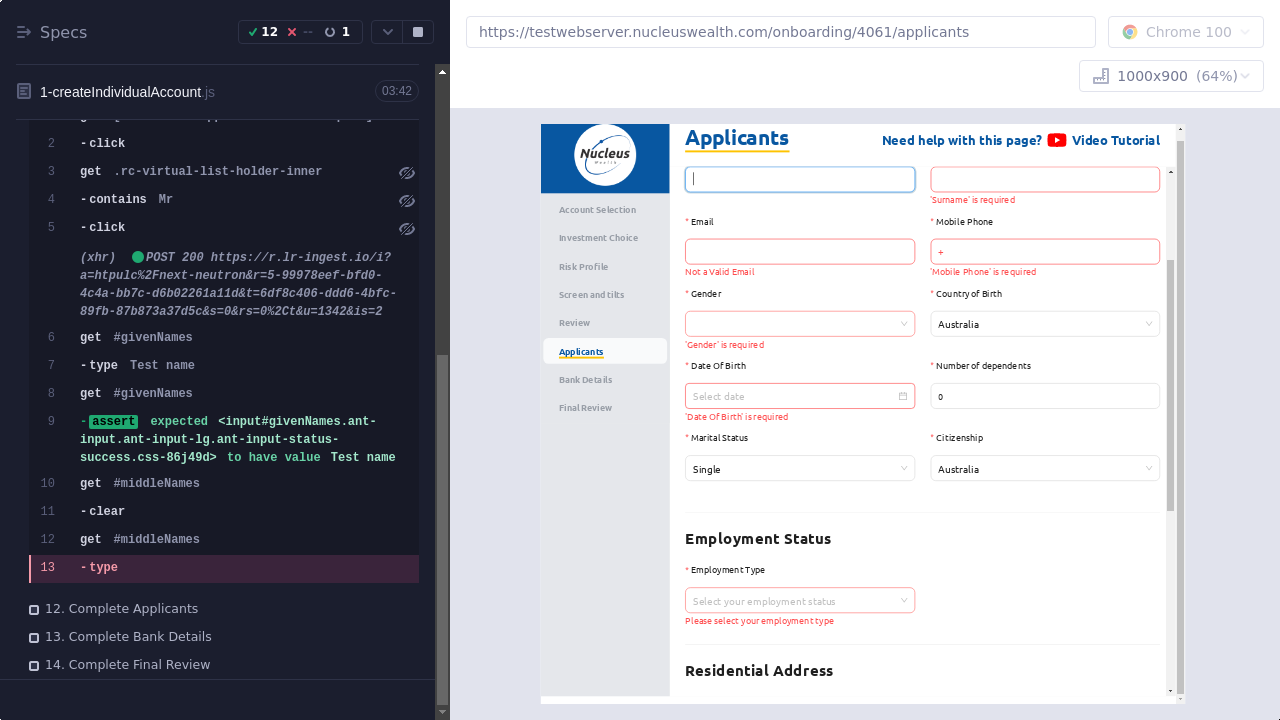 Specs
12
--
1
1-createIndividualAccount.js
03:42
2 -click
3 get .rc-virtual-list-holder-inner
4 -contains Mr
5 -click
(xhr) POST 200 https://r.lr-ingest.io/i?
a=htpulc%2Fnext-neutron&r=5-99978eef-bfd0-
4c4a-bb7c-d6b02261a11d&t=6df8c406-ddd6-4bfc-
89fb-87b873a37d5c&s=0&rs=0%2Ct&u=1342&is=2
6 get #givenNames
7 -type Test name
8 get #givenNames
9 -assert expected <input#givenNames.ant-
input.ant-input-lg.ant-input-status-
success.css-86j49d> to have value Test name
10 get #middleNames
11 -clear
12 get #middleNames
13 -type
12. Complete Applicants
13. Complete Bank Details
14. Complete Final Review
https://testwebserver.nucleuswealth.com/onboarding/4061/applicants
Chrome 100
1000x900 (64%)
Nucleus
Wealth
Account Selection
Investment Choice
Risk Profile
Screen and tilts
Review
Applicants
Bank Details
Final Review
Applicants
Need help with this page? Video Tutorial
'Surname' is required
* Email
* Mobile Phone
+
Not a Valid Email
'Mobile Phone' is required
* Gender
* Country of Birth
Australia
'Gender' is required
* Date Of Birth
* Number of dependents
Select date
0
'Date Of Birth' is required
* Marital Status
* Citizenship
Single
Australia
Employment Status
* Employment Type
Select your employment status
Please select your employment type
Residential Address